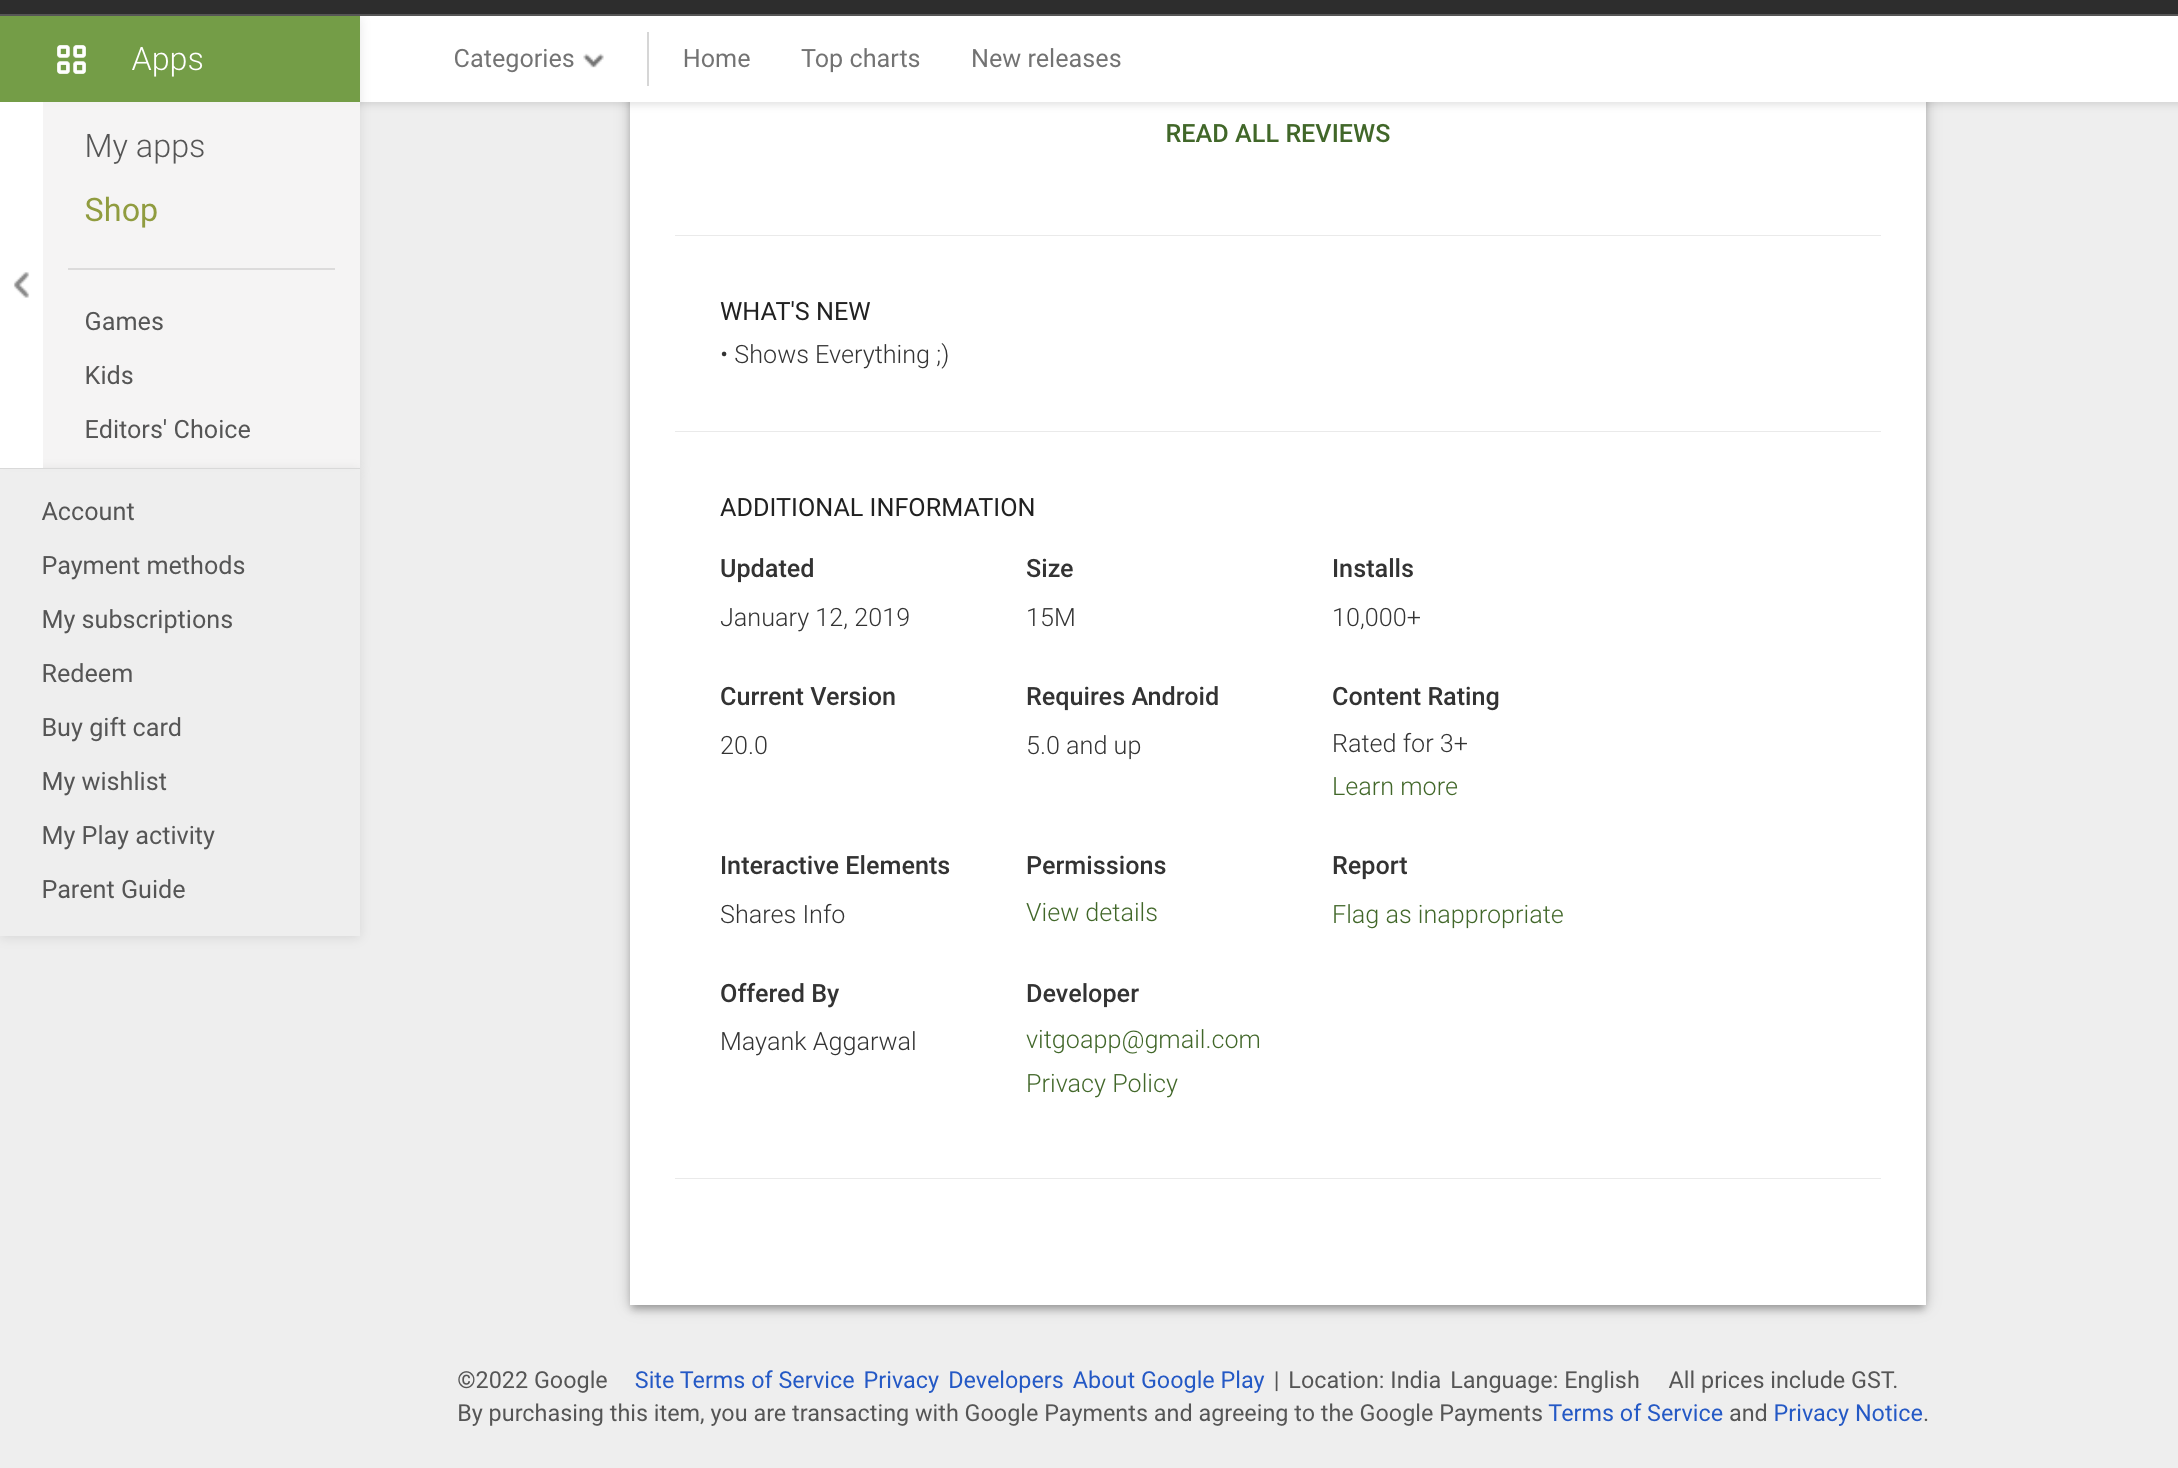 Apps
Categories
Home
Top charts
New releases
My apps
Shop
Games
Kids
Editors' Choice
Account
Payment methods
My subscriptions
Redeem
Buy gift card
My wishlist
My Play activity
Parent Guide
READ ALL REVIEWS
WHAT'S NEW
• Shows Everything ;)
ADDITIONAL INFORMATION
Updated
January 12, 2019
Size
15M
Installs
10,000+
Current Version
20.0
Requires Android
5.0 and up
Content Rating
Rated for 3+
Learn more
Interactive Elements
Shares Info
Permissions
View details
Report
Flag as inappropriate
Offered By
Mayank Aggarwal
Developer
vitgoapp@gmail.com
Privacy Policy
©2022 Google Site Terms of Service Privacy Developers About Google Play | Location: India Language: English All prices include GST.
By purchasing this item, you are transacting with Google Payments and agreeing to the Google Payments Terms of Service and Privacy Notice.